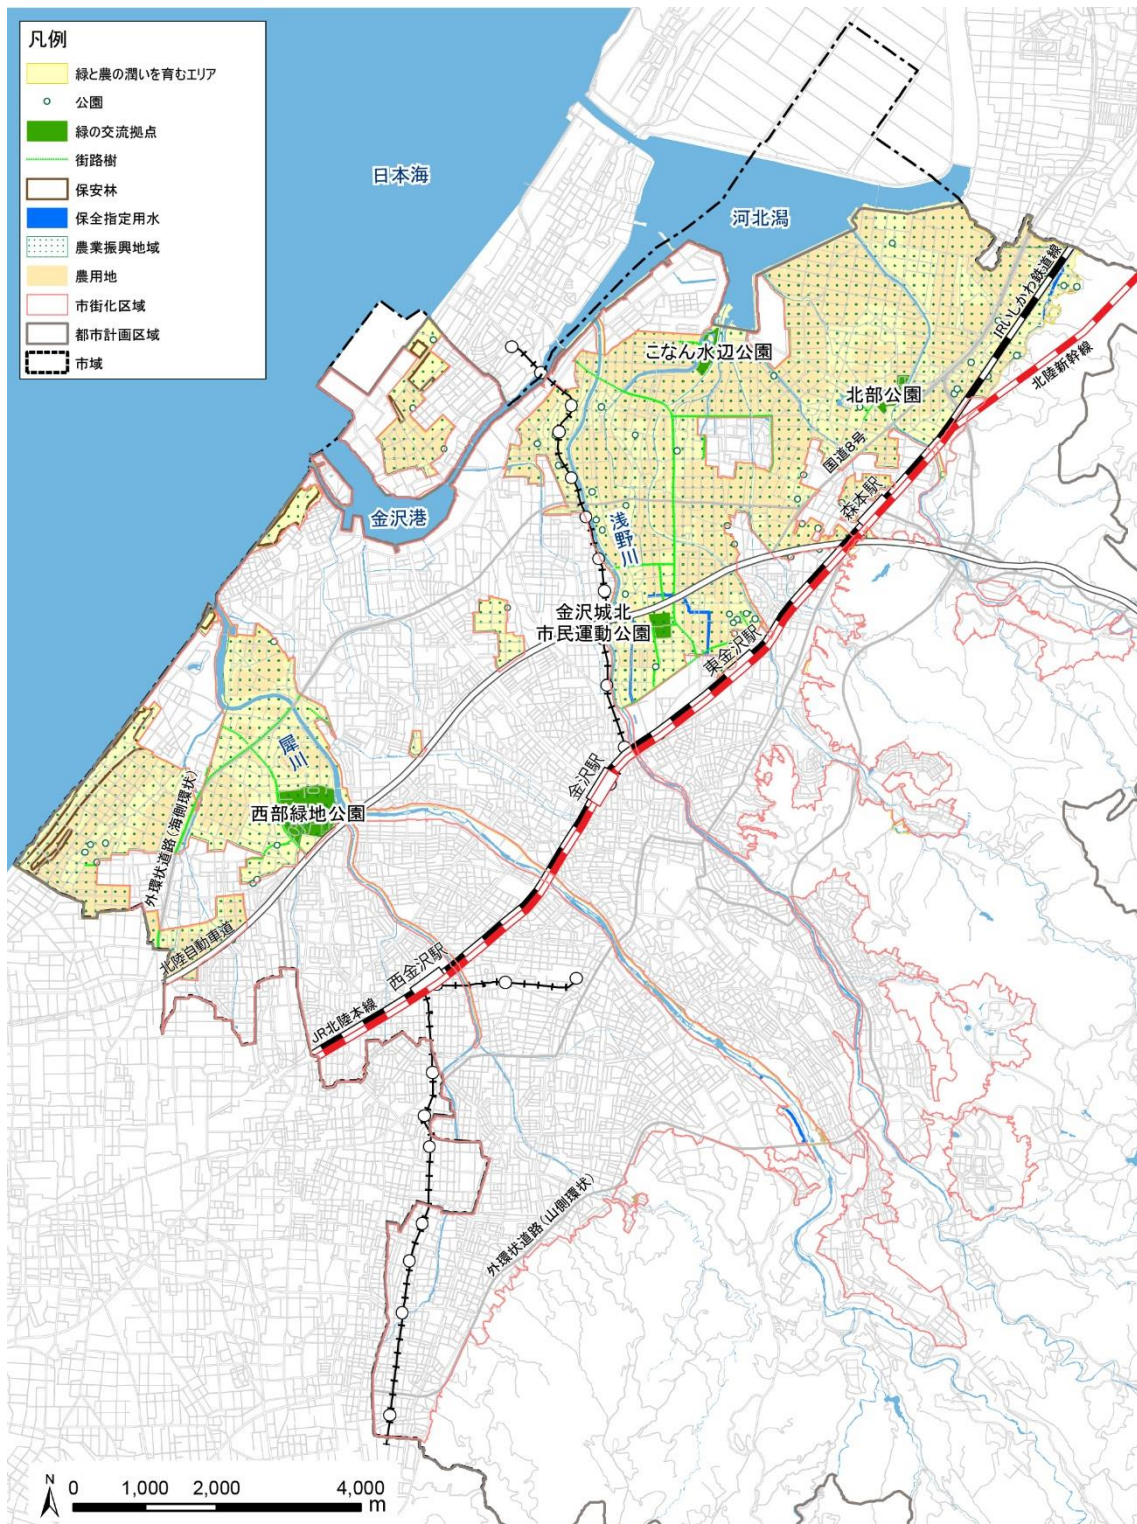 凡例
緑と農の潤いを育むエリア
公園
緑の交流拠点
街路樹
保安林
保全指定用水
農業振興地域
農用地
市街化区域
都市計画区域
市域
日本海
河北潟
IRいしかわ鉄道線
北陸新幹線
こなん水辺公園
北部公園
国道8号
森本駅
金沢港
浅野川
金沢城北
市民運動公園
東金沢駅
犀川
金沢駅
西部緑地公園
外環状道路(海側環状)
北陸自動車道
西金沢駅
JR北陸本線
外環状道路(山側環状)
N
0 1,000 2,000 4,000
m